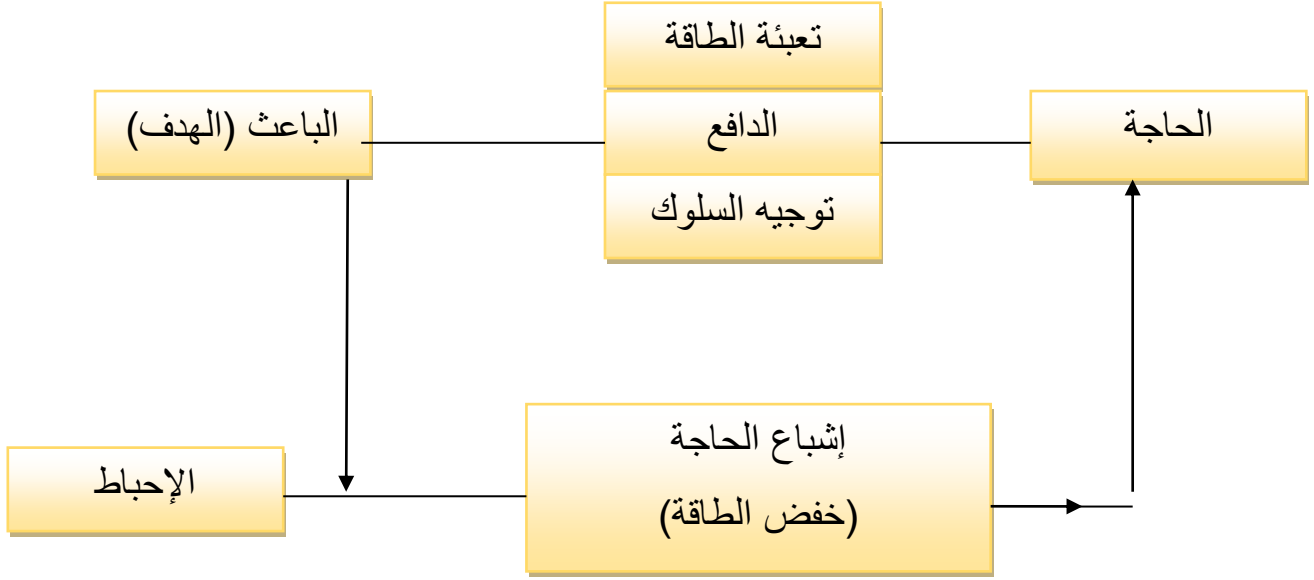 تعبئة الطاقة
الحاجة
الدافع
الباعث (الهدف)
توجيه السلوك
إشباع الحاجة
(خفض الطاقة)
الإحباط